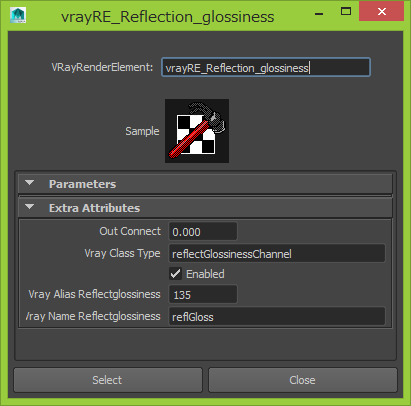 vrayRE_Reflection_glossiness
VRayRenderElement: vrayRE_Reflection_glossiness
Sample
Parameters
Extra Attributes
Out Connect 0.000
Vray Class Type reflectGlossinessChannel
Enabled
Vray Alias Reflectglossiness 135
/ray Name Reflectglossiness reflGloss
Select Close